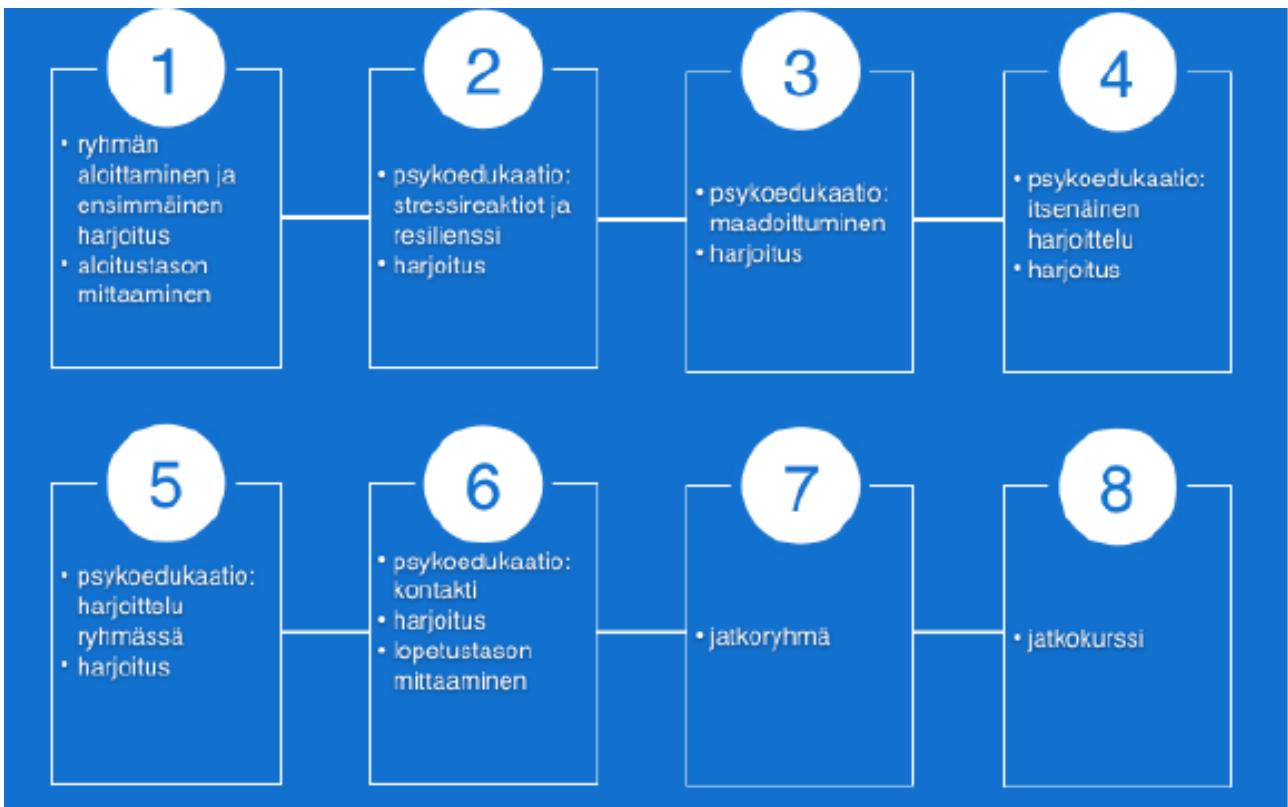 1
• ryhmän
aloittaminen ja
ensimmäinen
harjoitus
• aloitustason
mittaaminen
2
• psykoedukaatio:
stressireaktiot ja
resilienssi
• harjoitus
3
• psykoedukaatio:
maadoittuminen
• harjoitus
4
• psykoedukaatio:
itsenäinen
harjoittelu
• harjoitus
5
• psykoedukaatio:
harjoittelu
ryhmässä
• harjoitus
6
• psykoedukaatio:
kontakti
• harjoitus
• lopetustason
mittaaminen
7
• jatkoryhmä
8
• jatkokurssi